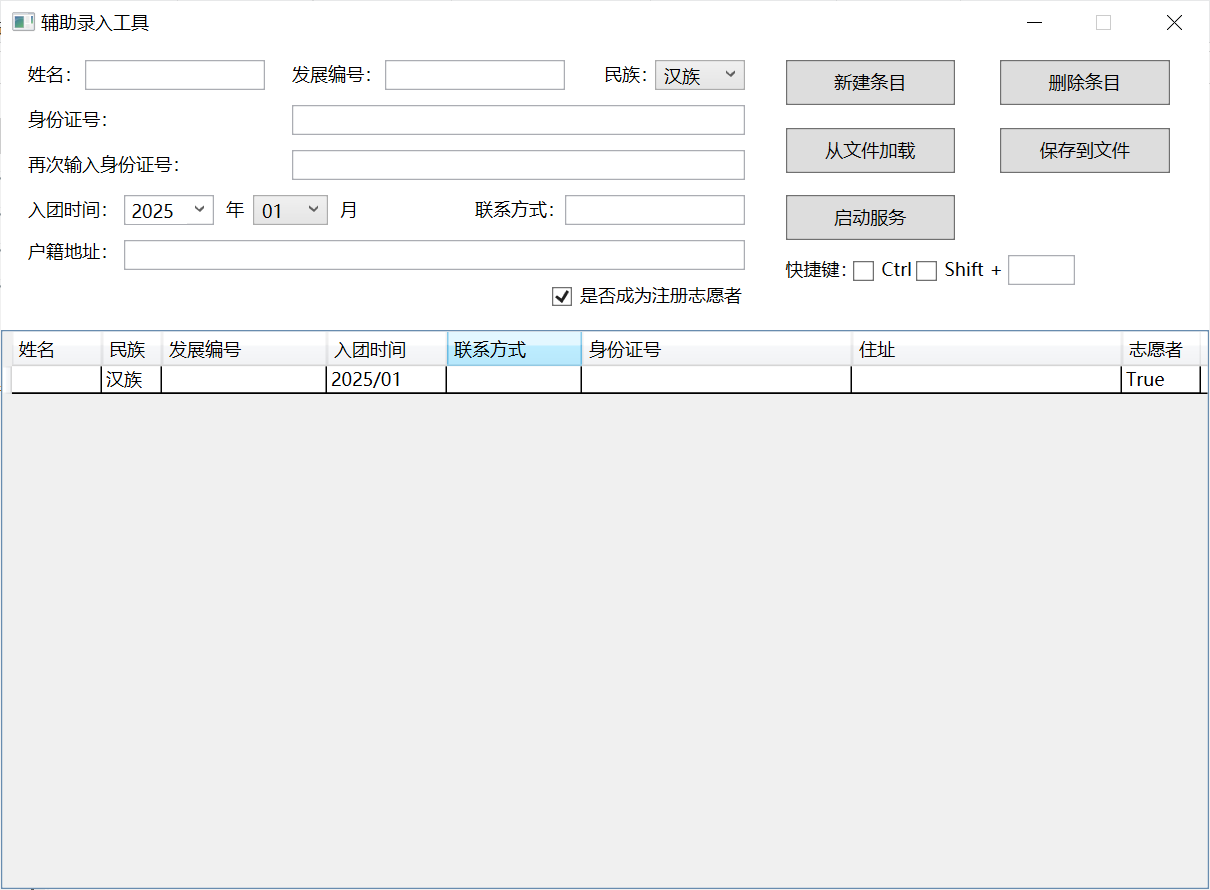 辅助录入工具
姓名： 发展编号： 民族： 汉族 新建条目 删除条目
身份证号：
再次输入身份证号： 从文件加载 保存到文件
入团时间： 2025 年 01 月 联系方式： 启动服务
户籍地址：
快捷键： Ctrl Shift +
是否成为注册志愿者
姓名 民族 发展编号 入团时间 联系方式 身份证号 住址 志愿者
汉族 2025/01 True